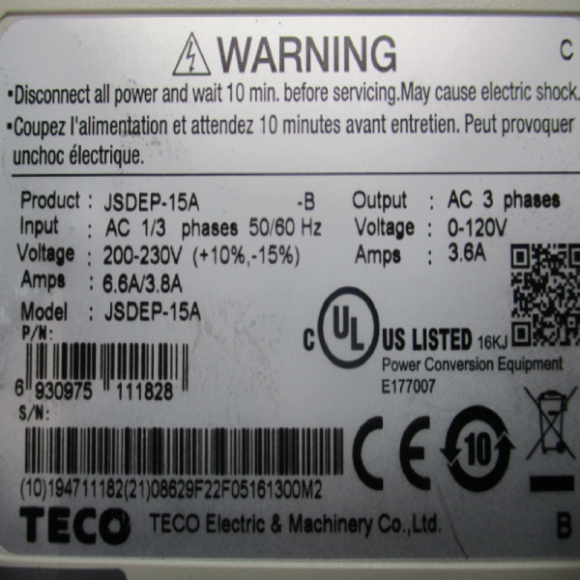 WARNING
C
•Disconnect all power and wait 10 min. before servicing.May cause electric shock.
•Coupez l'alimentation et attendez 10 minutes avant entretien. Peut provoquer
unchoc électrique.
Product : JSDEP-15A -B Output : AC 3 phases
Input : AC 1/3 phases 50/60 Hz Voltage : 0-120V
Voltage : 200-230V (+10%,-15%) Amps : 3.6A
Amps : 6.6A/3.8A
Model : JSDEP-15A
P/N:
C UL US LISTED 16KJ
Power Conversion Equipment
E177007
6 930975 111828
S/N:
CE 10
(10)194711182(21)08629F22F05161300M2
TECO TECO Electric & Machinery Co.,Ltd. B